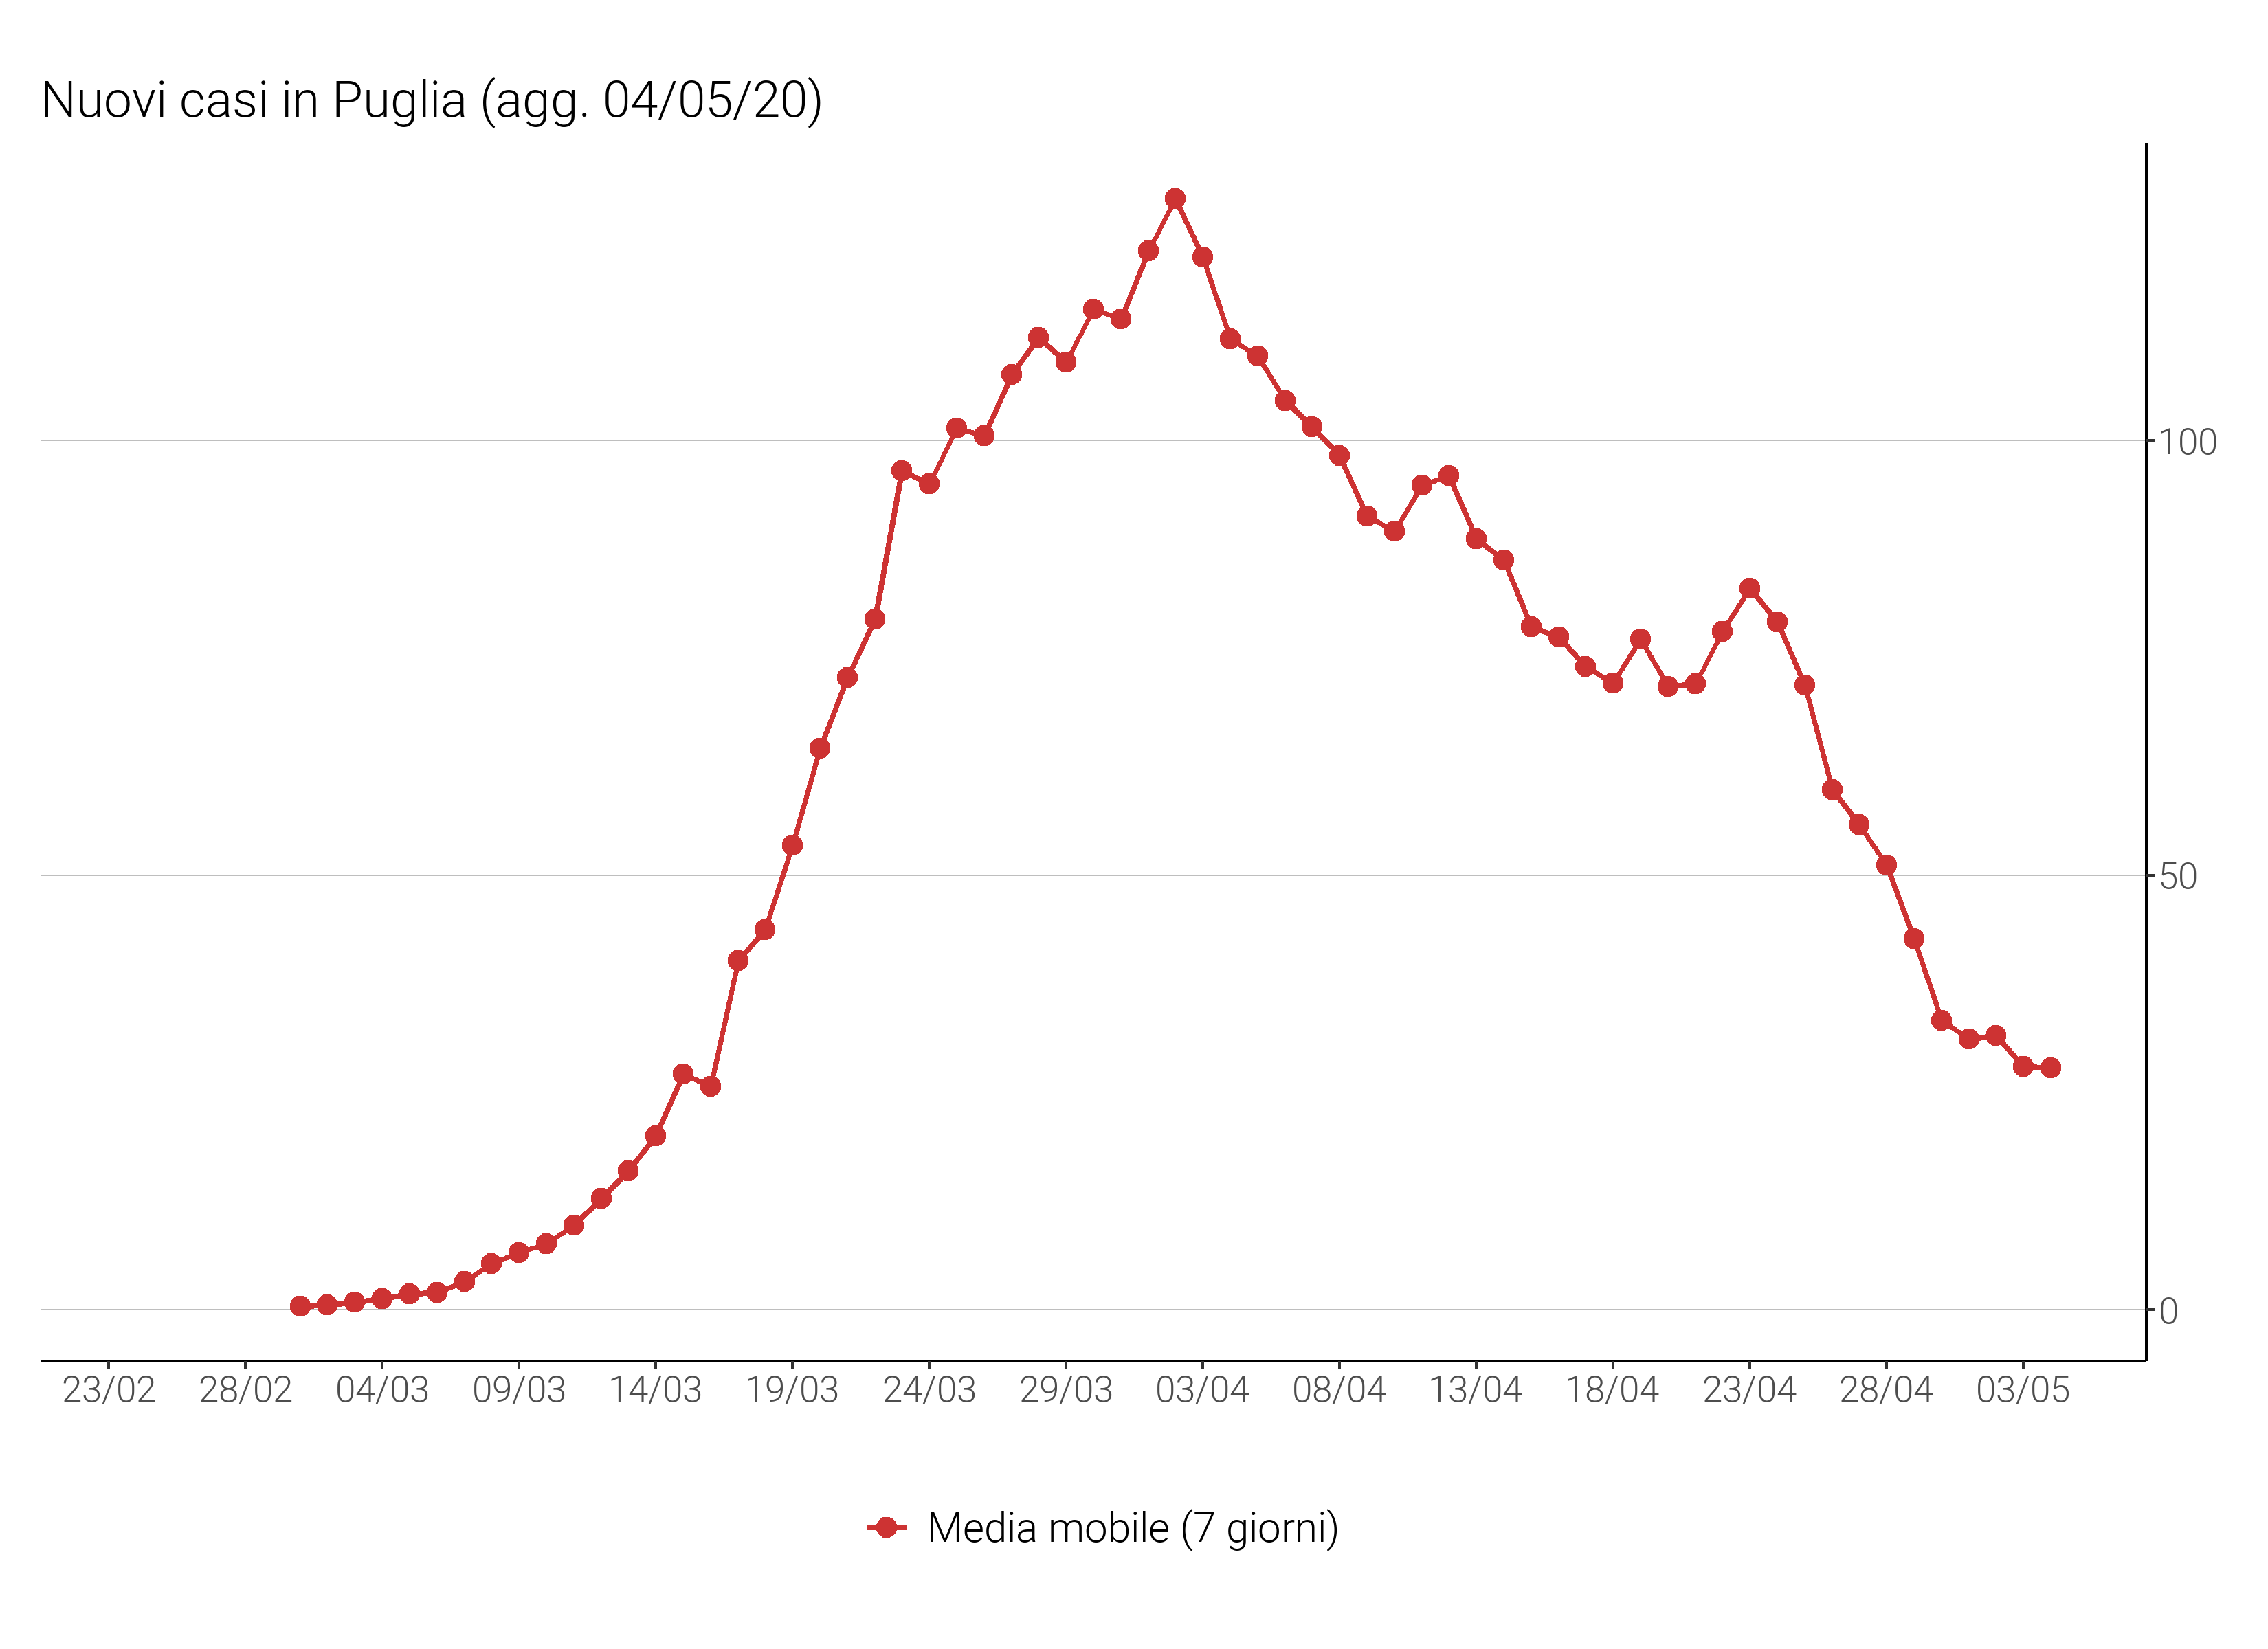 Nuovi casi in Puglia (agg. 04/05/20)
100
50
0
23/02 28/02 04/03 09/03 14/03 19/03 24/03 29/03 03/04 08/04 13/04 18/04 23/04 28/04 03/05
Media mobile (7 giorni)